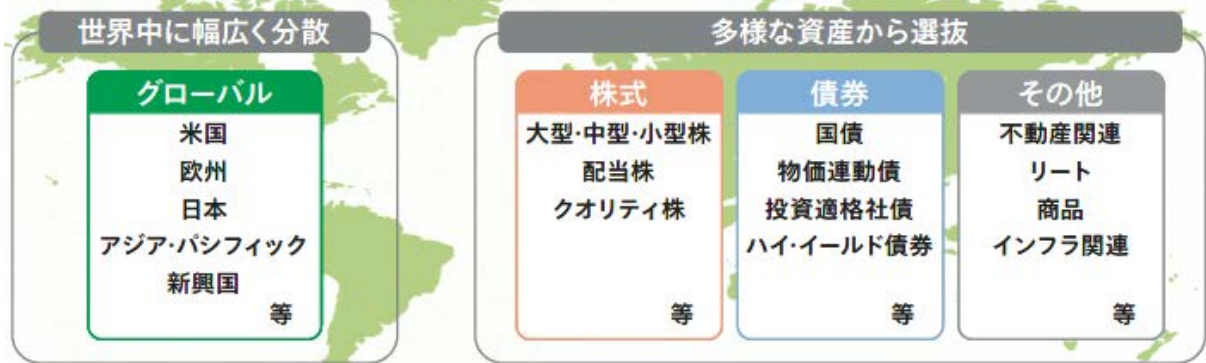 世界中に幅広く分散
グローバル
米国
欧州
日本
アジア・パシフィック
新興国
等
多様な資産から選抜
株式
大型・中型・小型株
配当株
クオリティ株
等
債券
国債
物価連動債
投資適格社債
ハイ・イールド債券
等
その他
不動産関連
リート
商品
インフラ関連
等